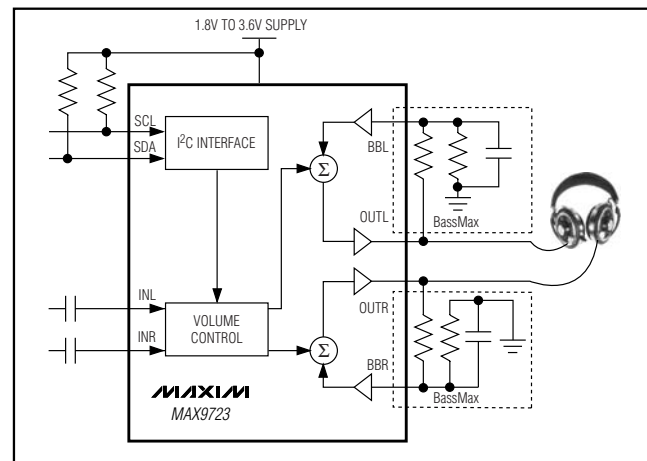 1.8V TO 3.6V SUPPLY
SCL
SDA
I²C INTERFACE
BBL
Σ
OUTL
BassMax
INL
INR
VOLUME
CONTROL
OUTR
Σ
BBR
BassMax
MAXIM
MAX9723